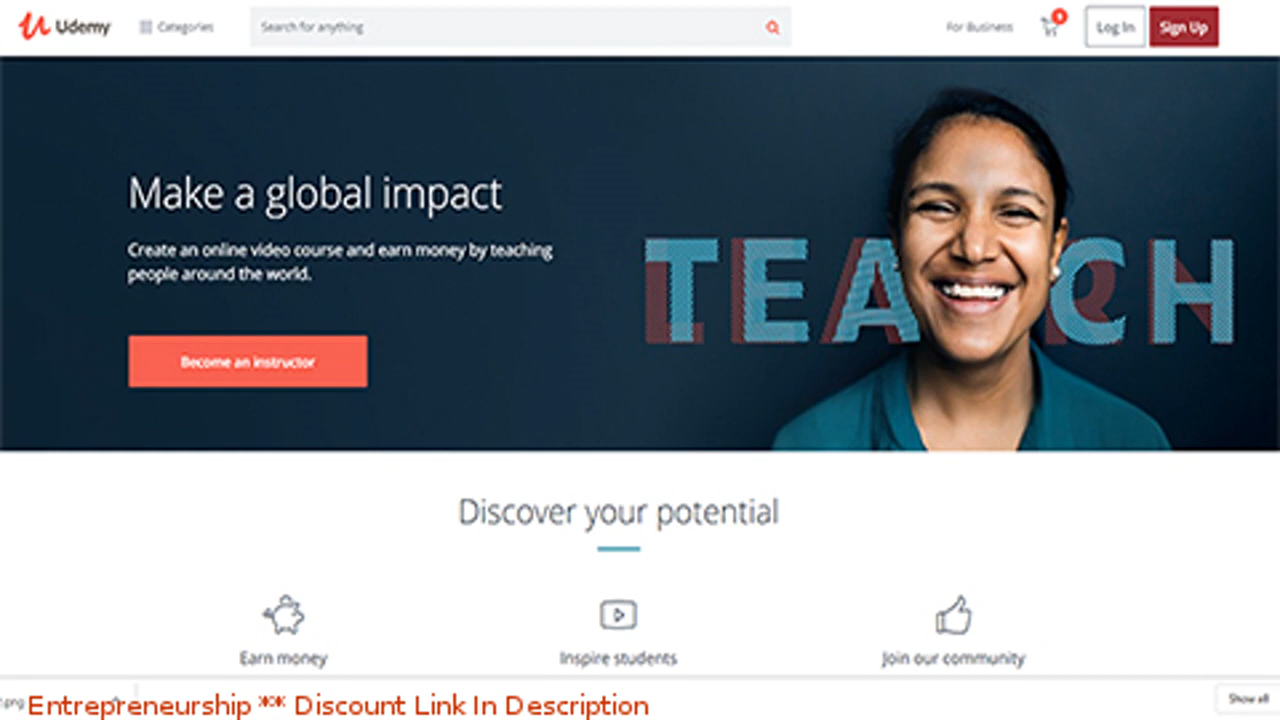 Udemy Categories Search for anything For Business Log In Sign Up
Make a global impact
Create an online video course and earn money by teaching
people around the world.
TEACH
Become an instructor
Discover your potential
Earn money Inspire students Join our community
.png Entrepreneurship ** Discount Link In Description Show all